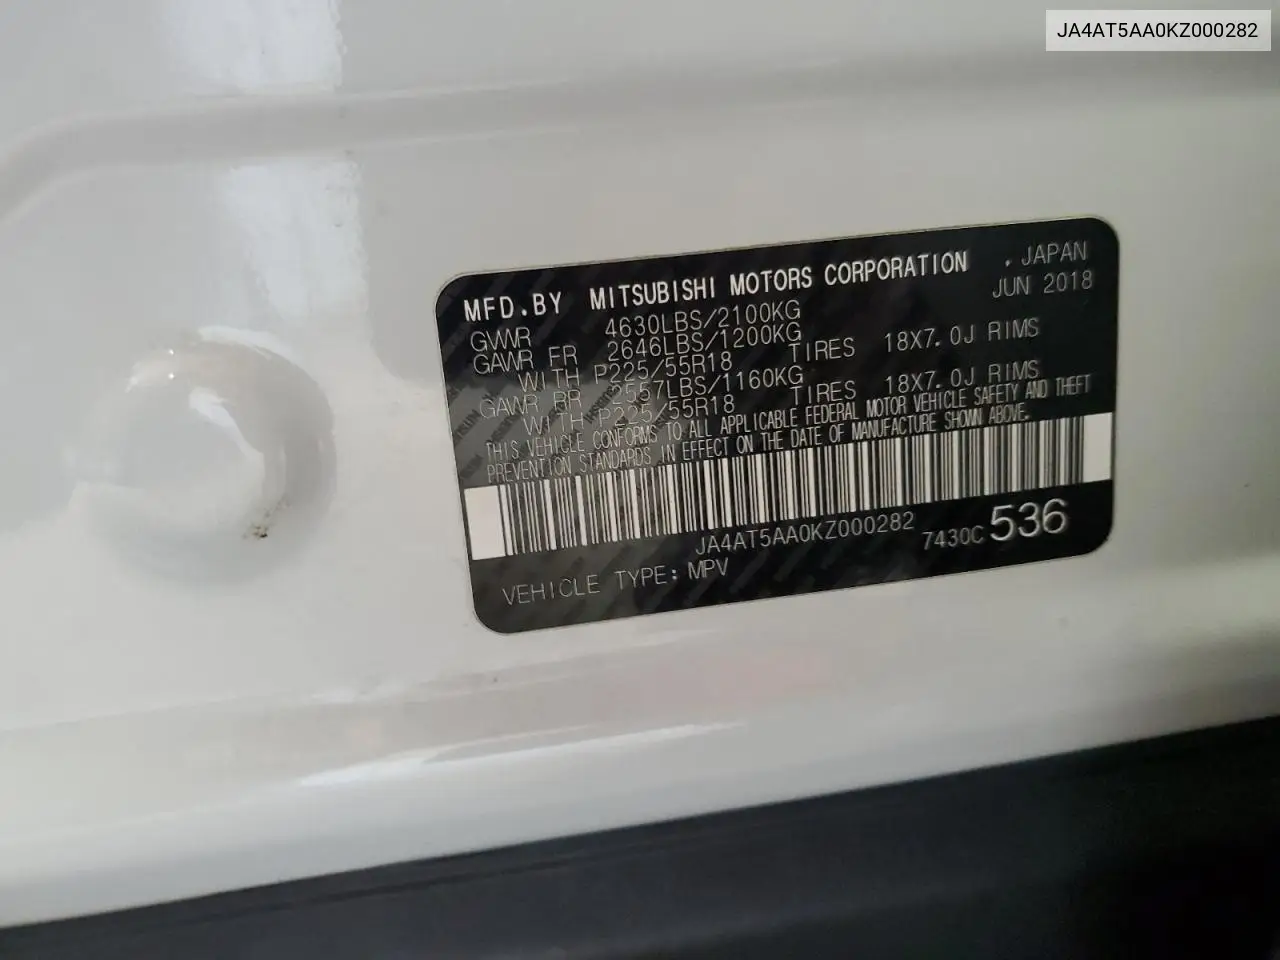 JA4AT5AA0KZ000282
MFD.BY MITSUBISHI MOTORS CORPORATION . JAPAN
JUN 2018
GVWR 4630LBS/2100KG
GAWR FR 2646LBS/1200KG
WITH P225/55R18 TIRES 18X7.0J RIMS
GAWR RR 2557LBS/1160KG
WITH P225/55R18 TIRES 18X7.0J RIMS
THIS VEHICLE CONFORMS TO ALL APPLICABLE FEDERAL MOTOR VEHICLE SAFETY AND THEFT
PREVENTION STANDARDS IN EFFECT ON THE DATE OF MANUFACTURE SHOWN ABOVE.
JA4AT5AA0KZ000282 7430C 536
VEHICLE TYPE: MPV